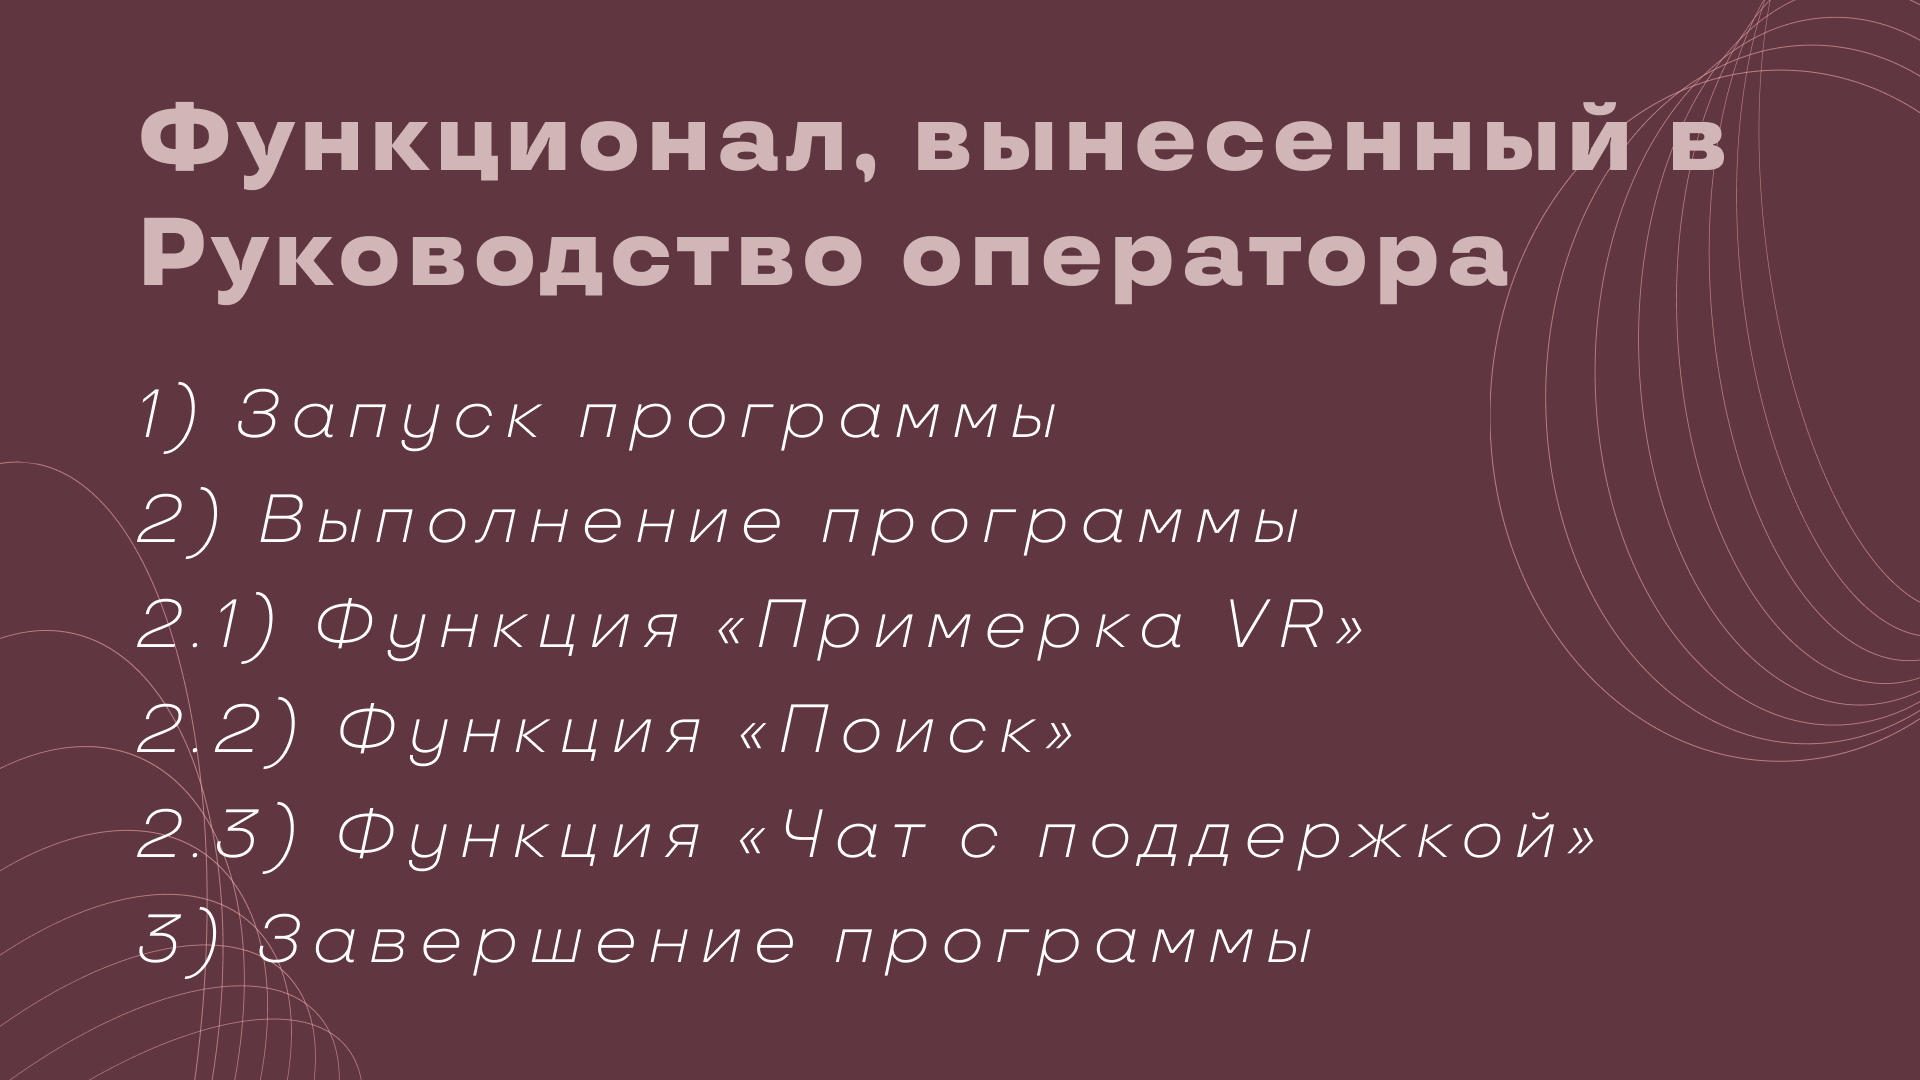 Функционал, вынесенный в
Руководство оператора
1) Запуск программы
2) Выполнение программы
2.1) Функция «Примерка VR»
2.2) Функция «Поиск»
2.3) Функция «Чат с поддержкой»
3) Завершение программы